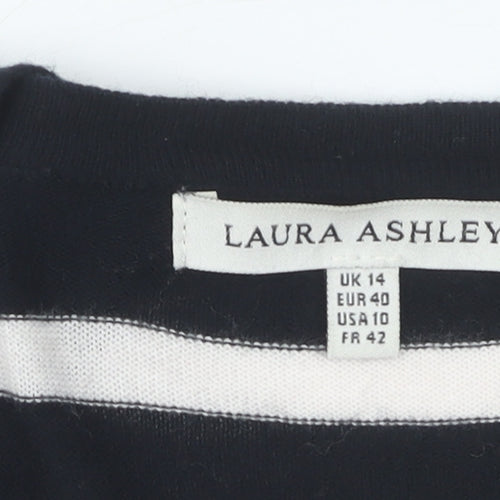 LAURA ASHLEY
UK 14
EUR 40
USA 10
FR 42